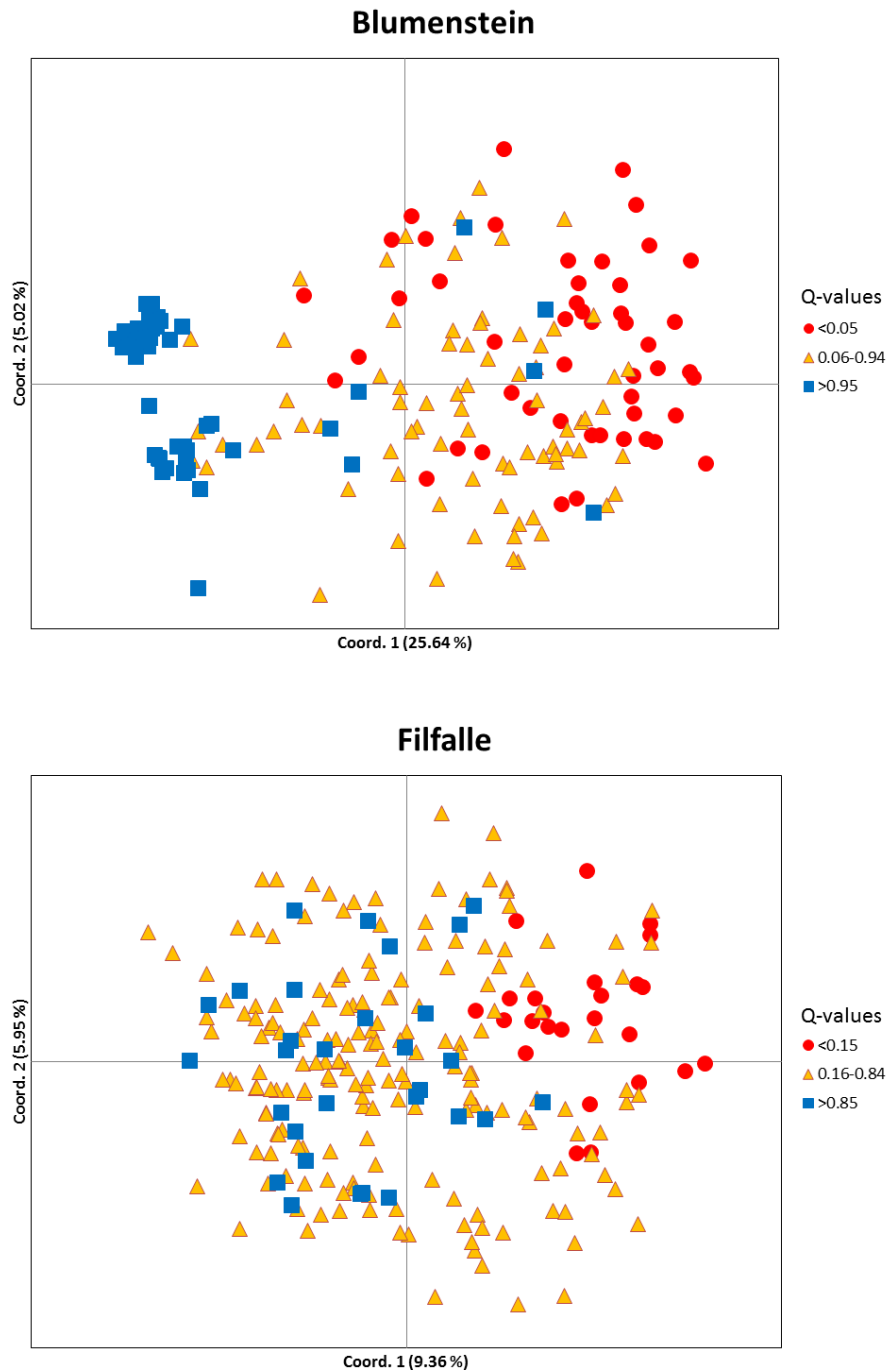 Blumenstein
Coord. 2 (5.02 %)
Q-values
<0.05
0.06-0.94
>0.95
Coord. 1 (25.64 %)
Filfalle
Coord. 2 (5.95 %)
Q-values
<0.15
0.16-0.84
>0.85
Coord. 1 (9.36 %)